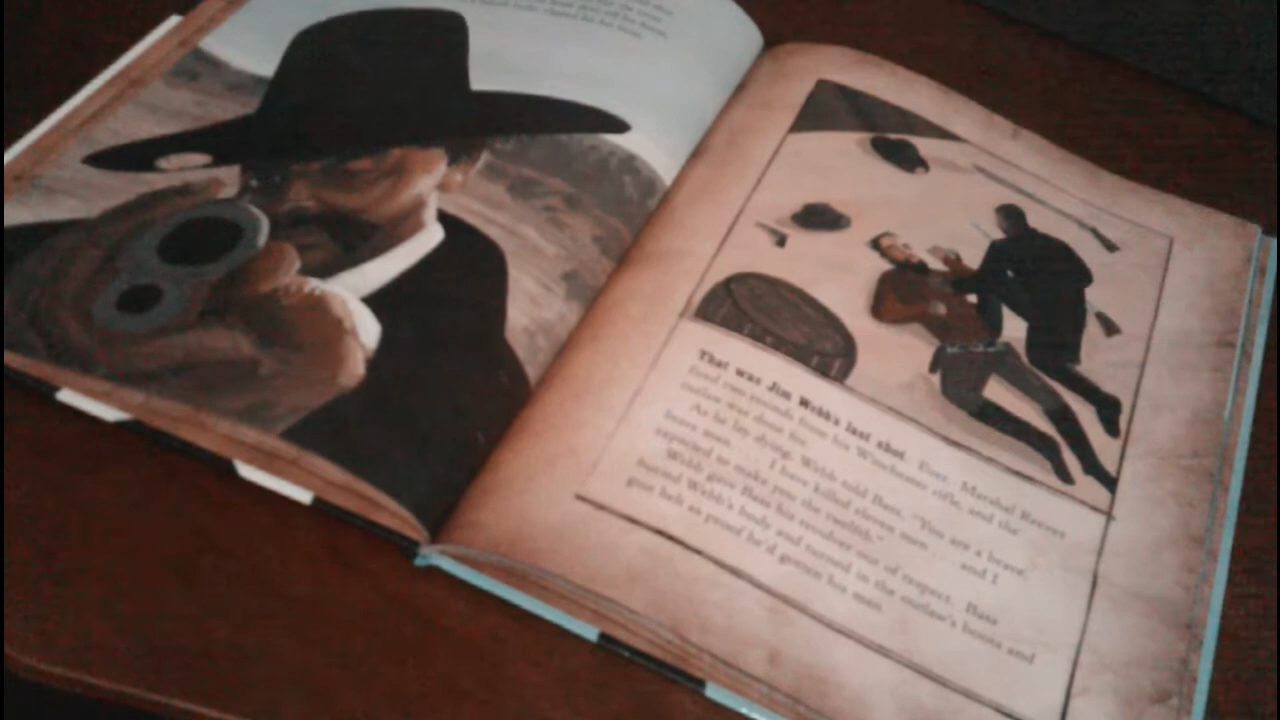 That was Jim Webb's last shot. Marshal Reeves
fired two rounds from his Winchester rifle, and the
outlaw was done for.
As he lay dying, Webb told Bass, "You are a brave,
brave man. . . . I have killed eleven men . . . and I
expected to make you the twelfth."
Webb gave Bass his revolver out of respect. Bass
buried Webb's body and turned in the outlaw's boots and
gun belt as proof he'd gotten his man.